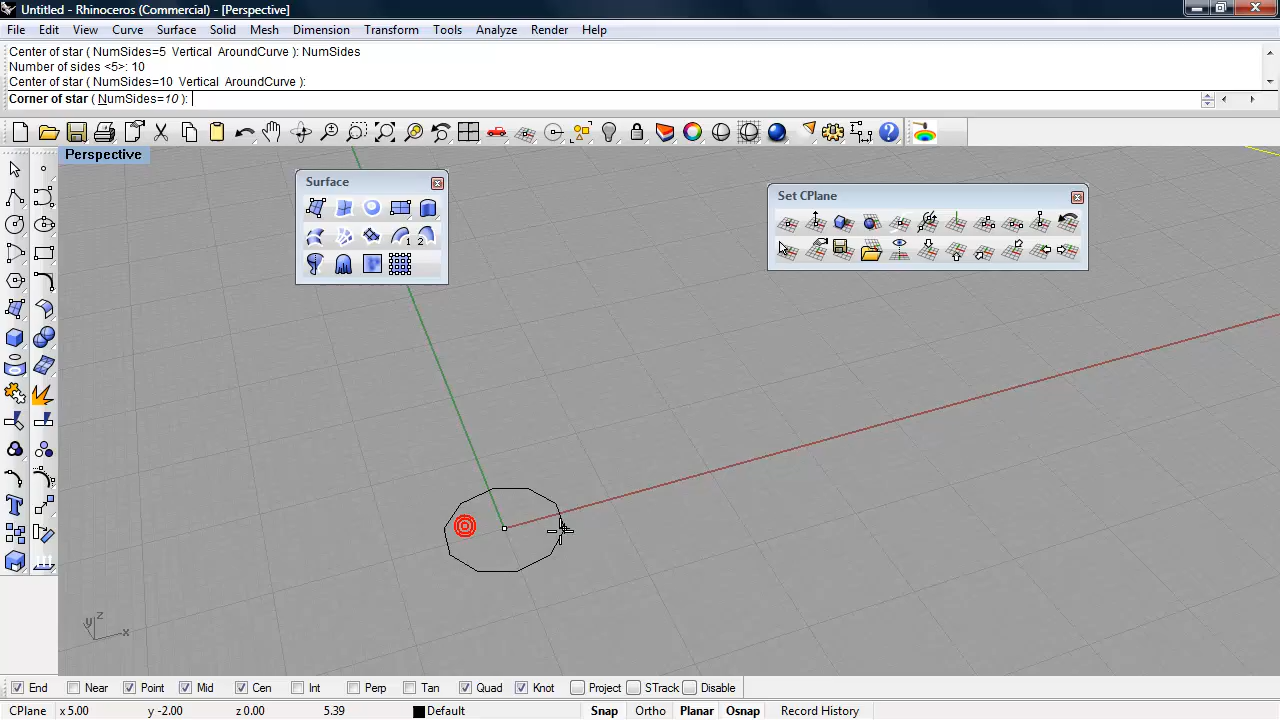 Untitled - Rhinoceros (Commercial) - [Perspective]
File Edit View Curve Surface Solid Mesh Dimension Transform Tools Analyze Render Help
Center of star ( NumSides=5 Vertical AroundCurve ): NumSides
Number of sides <5>: 10
Center of star ( NumSides=10 Vertical AroundCurve ):
Corner of star ( NumSides=10 ):
Perspective
Surface
Set CPlane
1 2
z
y x
End Near Point Mid Cen Int Perp Tan Quad Knot Project STrack Disable
CPlane x 5.00 y -2.00 z 0.00 5.39 Default Snap Ortho Planar Osnap Record History